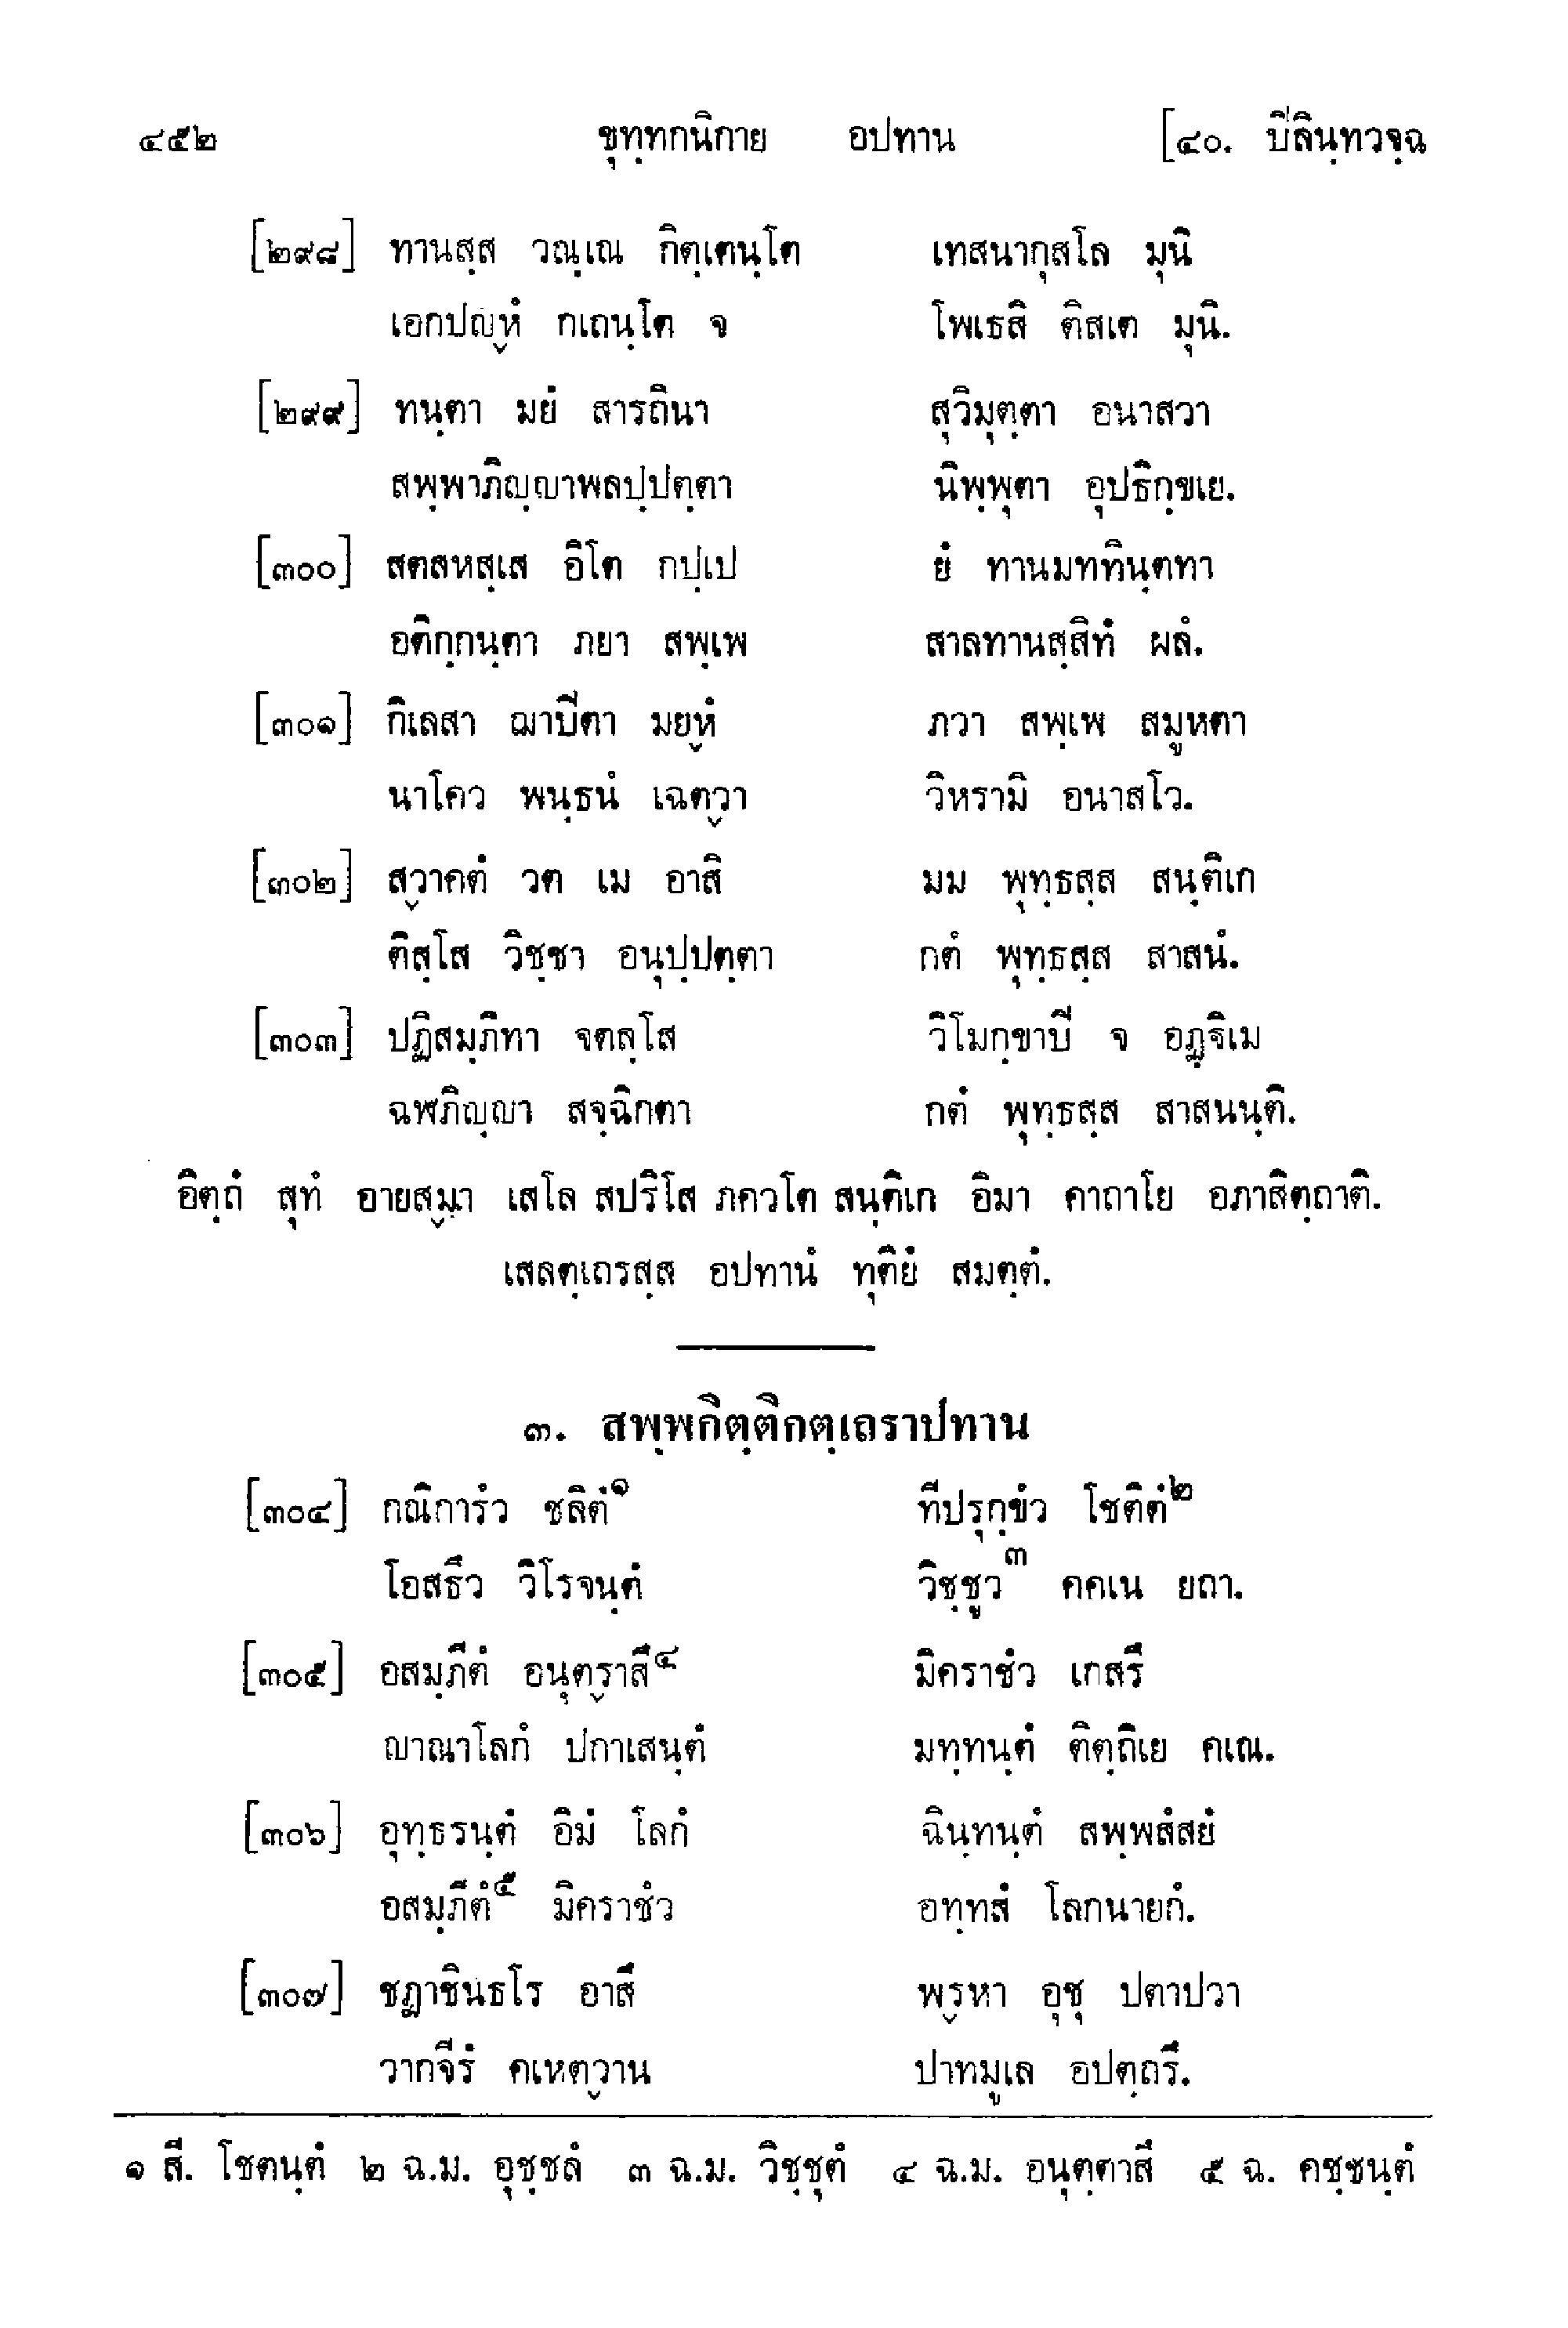 ๔๕๒ ขุทฺทกนิกาย อปทาน [๔๐. ปิลินฺทวจฺฉ
[๒๙๘] ทานสฺส วณฺเณ กิตฺเตนฺโต เทสนากุสโล มุนิ
เอกปญฺหํ กเถนฺโต จ โพเธสิ ติสเต มุนิ.
[๒๙๙] ทนฺตา มยํ สารถินา สุวิมุตฺตา อนาสวา
สพฺพาภิญฺญาพลปฺปตฺตา นิพฺพุตา อุปธิกฺขเย.
[๓๐๐] สตสหสฺเส อิโต กปฺเป ยํ ทานมททินฺตทา
อติกฺกนฺตา ภยา สพฺเพ สาลทานสฺสิทํ ผลํ.
[๓๐๑] กิเลสา ฌาปิตา มยฺหํ ภวา สพฺเพ สมูหตา
นาโคว พนฺธนํ เฉตฺวา วิหรามิ อนาสโว.
[๓๐๒] สฺวาคตํ วต เม อาสิ มม พุทฺธสฺส สนฺติเก
ติสฺโส วิชฺชา อนุปฺปตฺตา กตํ พุทฺธสฺส สาสนํ.
[๓๐๓] ปฏิสมฺภิทา จตสฺโส วิโมกฺขาปิ จ อฏฺฐิเม
ฉฬภิญฺญา สจฺฉิกตา กตํ พุทฺธสฺส สาสนนฺติ.
อิตฺถํ สุทํ อายสฺมา เสโล สปริโส ภควโต สนฺติเก อิมา คาถาโย อภาสิตฺถาติ.
เสลตฺเถรสฺส อปทานํ ทุติยํ สมตฺตํ.
๓. สพฺพกิตฺติกตฺเถราปทาน
[๓๐๔] กณิการํว ชลิตํ๑ ทีปรุกฺขํว โชติตํ๒
โอสธึว วิโรจนฺตํ วิชฺชูว๓ คคเน ยถา.
[๓๐๕] อสมฺภีตํ อนุตฺราสึ๔ มิคราชํว เกสรึ
ญาณาโลกํ ปกาเสนฺตํ มทฺทนฺตํ ติตฺถิเย คเณ.
[๓๐๖] อุทฺธรนฺตํ อิมํ โลกํ ฉินฺทนฺตํ สพฺพสํสยํ
อสมฺภีตํ๕ มิคราชํว อทฺทสํ โลกนายกํ.
[๓๐๗] ชฎาชินธโร อาสึ พฺรหา อุชุ ปตาปวา
วากจีรํ คเหตฺวาน ปาทมูเล อปตฺถรึ.
๑ สี. โชตนฺตํ ๒ ฉ.ม. อุชฺชลํ ๓ ฉ.ม. วิชฺชุตํ ๔ ฉ.ม. อนุตฺตาสึ ๕ ฉ. คชฺชนฺตํ